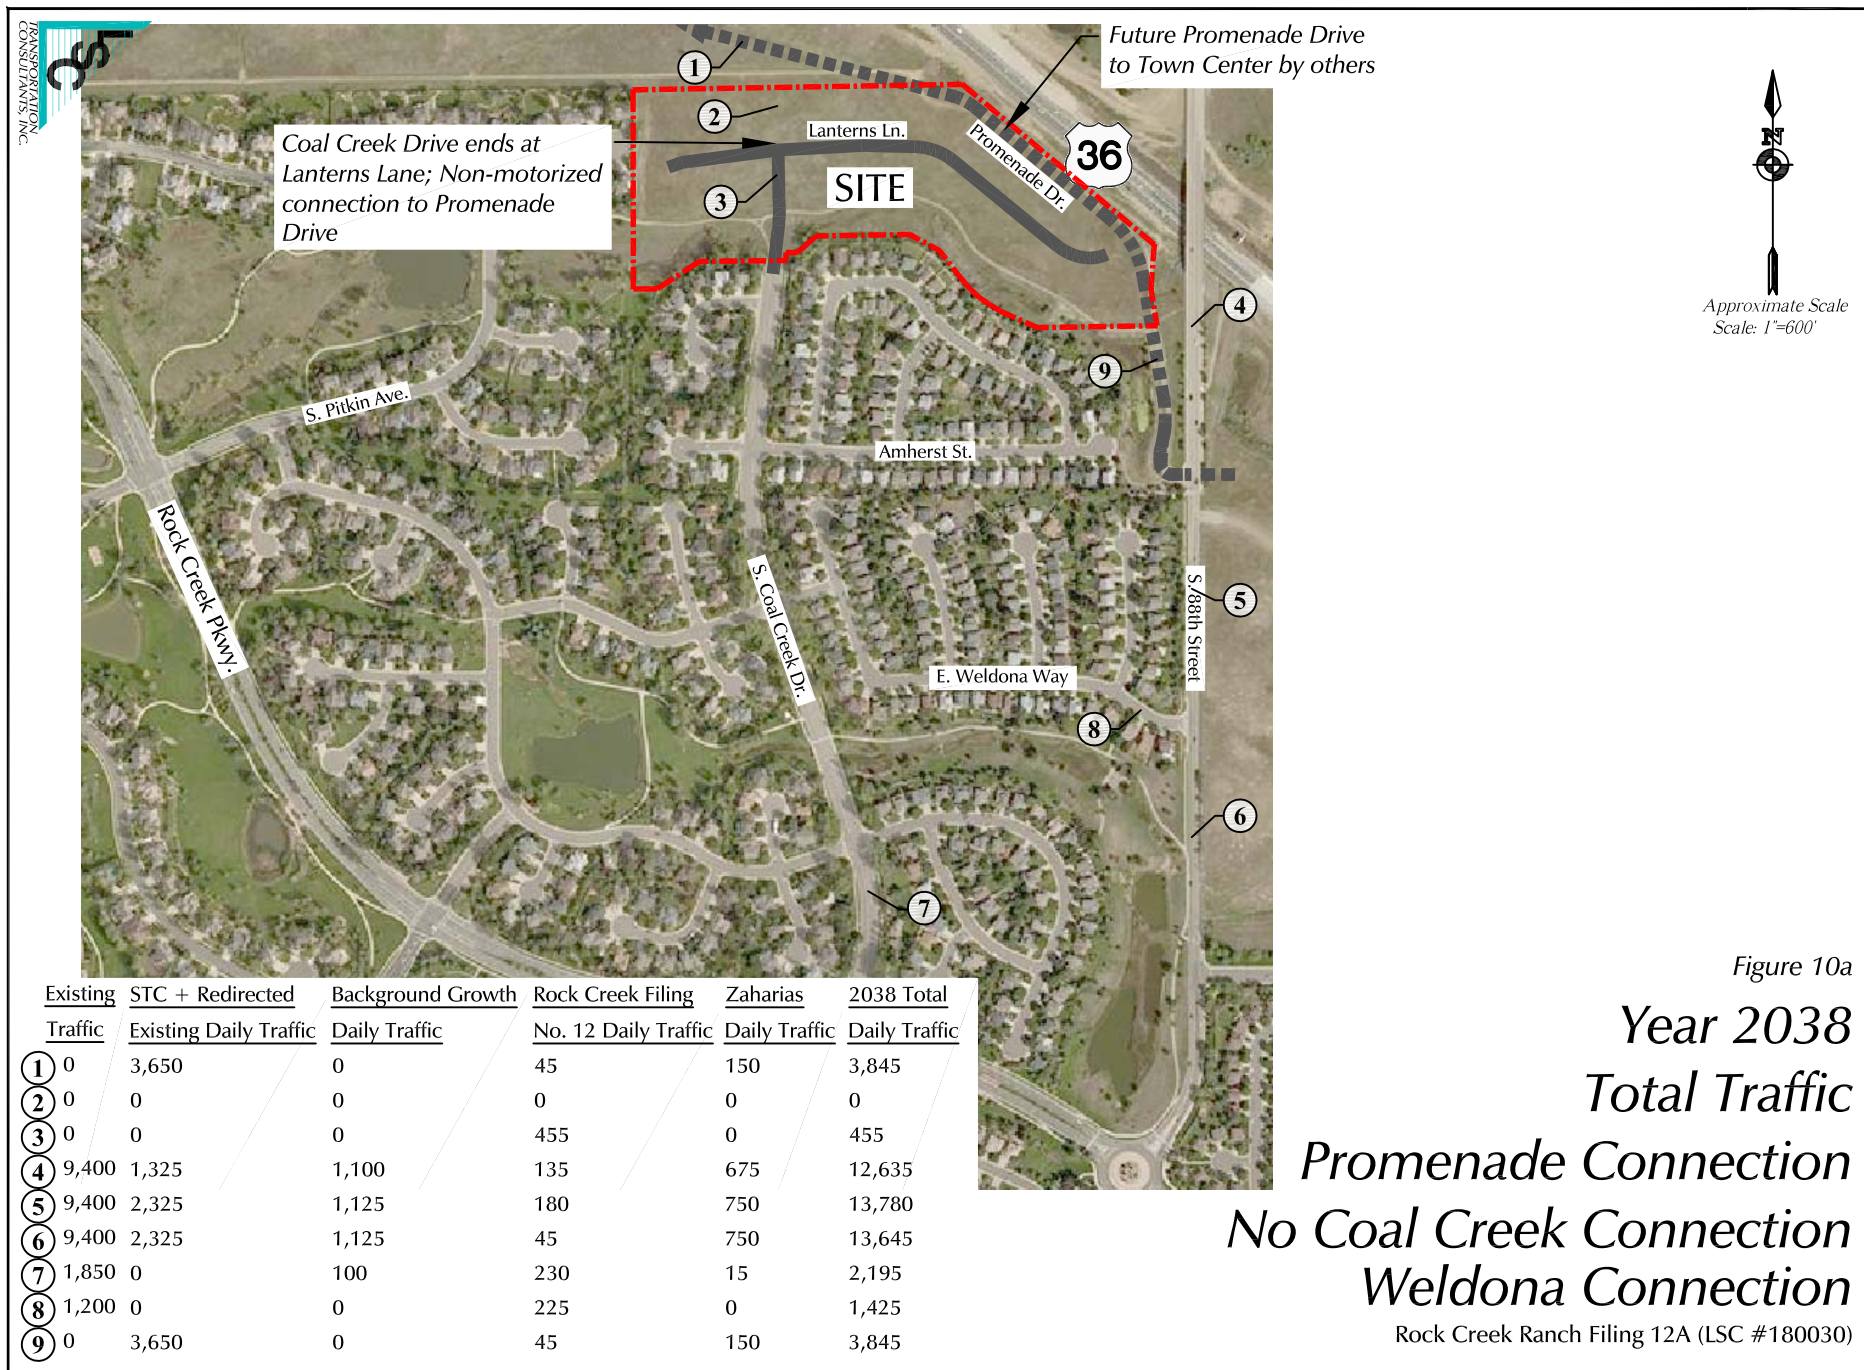 LSC
TRANSPORTATION
CONSULTANTS, INC.
Future Promenade Drive
to Town Center by others
1
2
Coal Creek Drive ends at
Lanterns Lane; Non-motorized
connection to Promenade
Drive
Lanterns Ln.
Promenade Dr.
36
3
SITE
N
Approximate Scale
Scale: 1"=600'
4
9
S. Pitkin Ave.
Amherst St.
Rock Creek Pkwy.
S. Coal Creek Dr.
S. 88th Street
5
E. Weldona Way
8
6
7
Existing STC + Redirected Background Growth Rock Creek Filing Zaharias 2038 Total
Traffic Existing Daily Traffic Daily Traffic No. 12 Daily Traffic Daily Traffic Daily Traffic
1 0 3,650 0 45 150 3,845
2 0 0 0 0 0 0
3 0 0 0 455 0 455
4 9,400 1,325 1,100 135 675 12,635
5 9,400 2,325 1,125 180 750 13,780
6 9,400 2,325 1,125 45 750 13,645
7 1,850 0 100 230 15 2,195
8 1,200 0 0 225 0 1,425
9 0 3,650 0 45 150 3,845
Figure 10a
Year 2038
Total Traffic
Promenade Connection
No Coal Creek Connection
Weldona Connection
Rock Creek Ranch Filing 12A (LSC #180030)